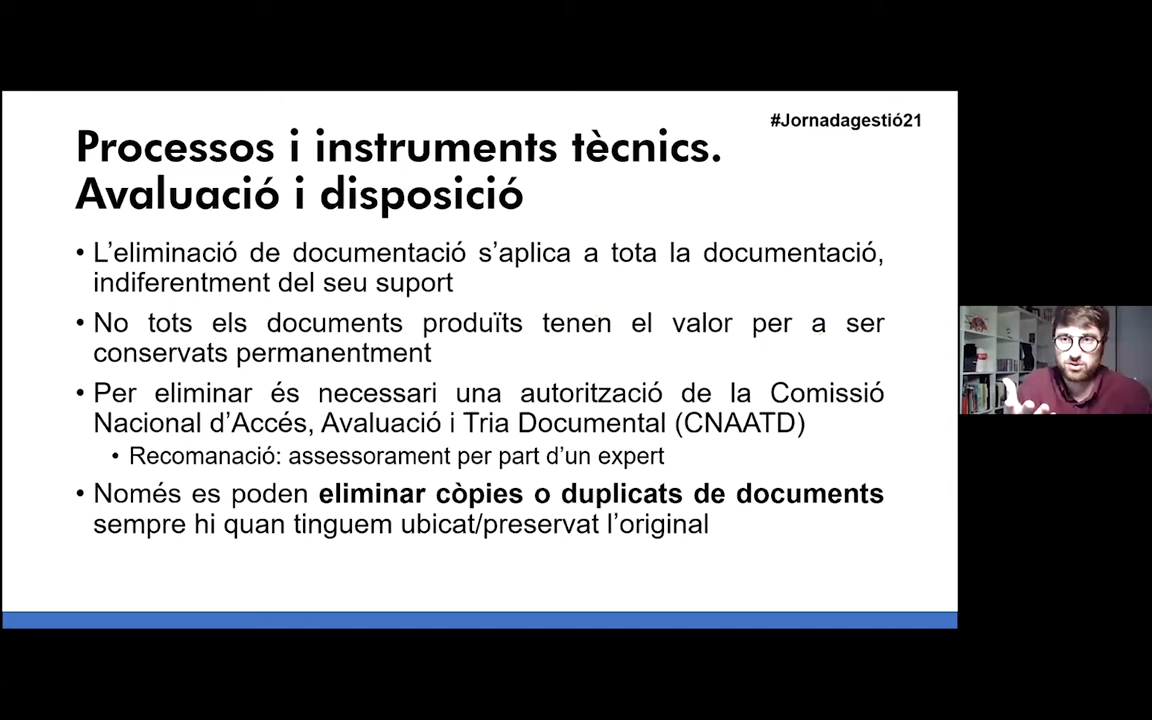 #Jornadagestió21
Processos i instruments tècnics.
Avaluació i disposició
• L’eliminació de documentació s’aplica a tota la documentació,
indiferentment del seu suport
• No tots els documents produïts tenen el valor per a ser
conservats permanentment
• Per eliminar és necessari una autorització de la Comissió
Nacional d’Accés, Avaluació i Tria Documental (CNAATD)
• Recomanació: assessorament per part d’un expert
• Només es poden eliminar còpies o duplicats de documents
sempre hi quan tinguem ubicat/preservat l’original